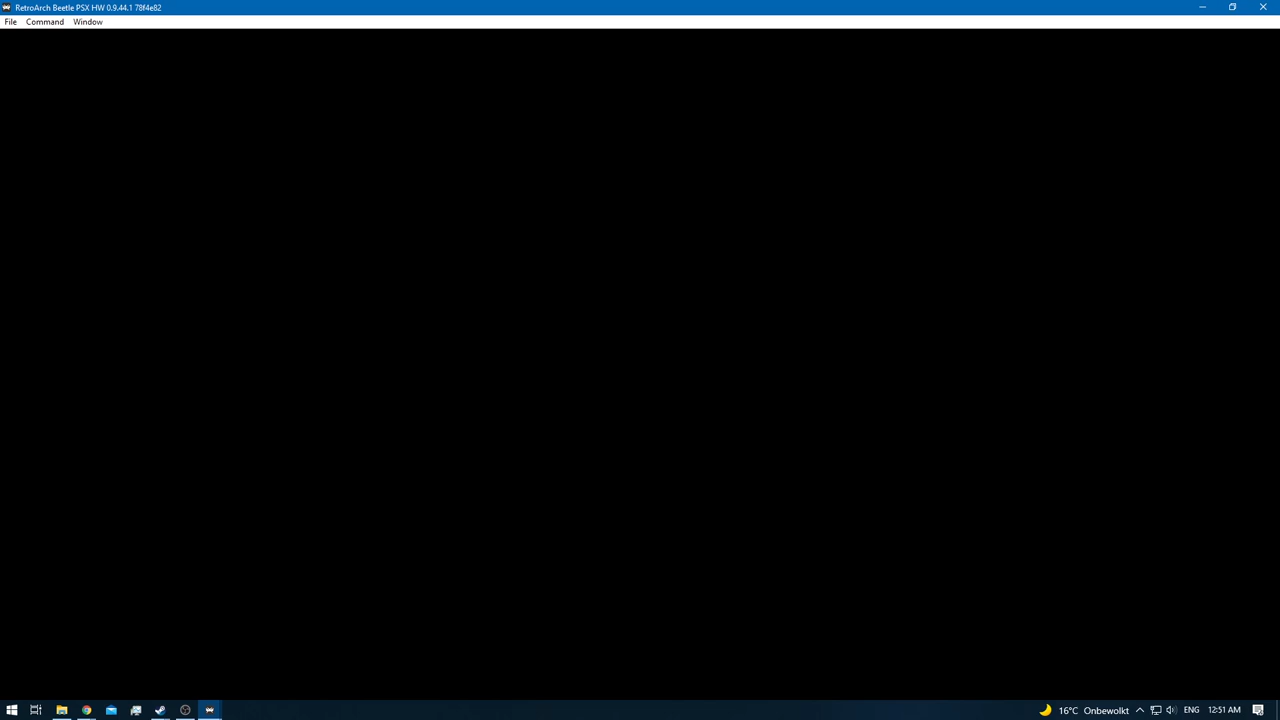 RetroArch Beetle PSX HW 0.9.44.1 78f4e82
File Command Window
16°C Onbewolkt ENG 12:51 AM